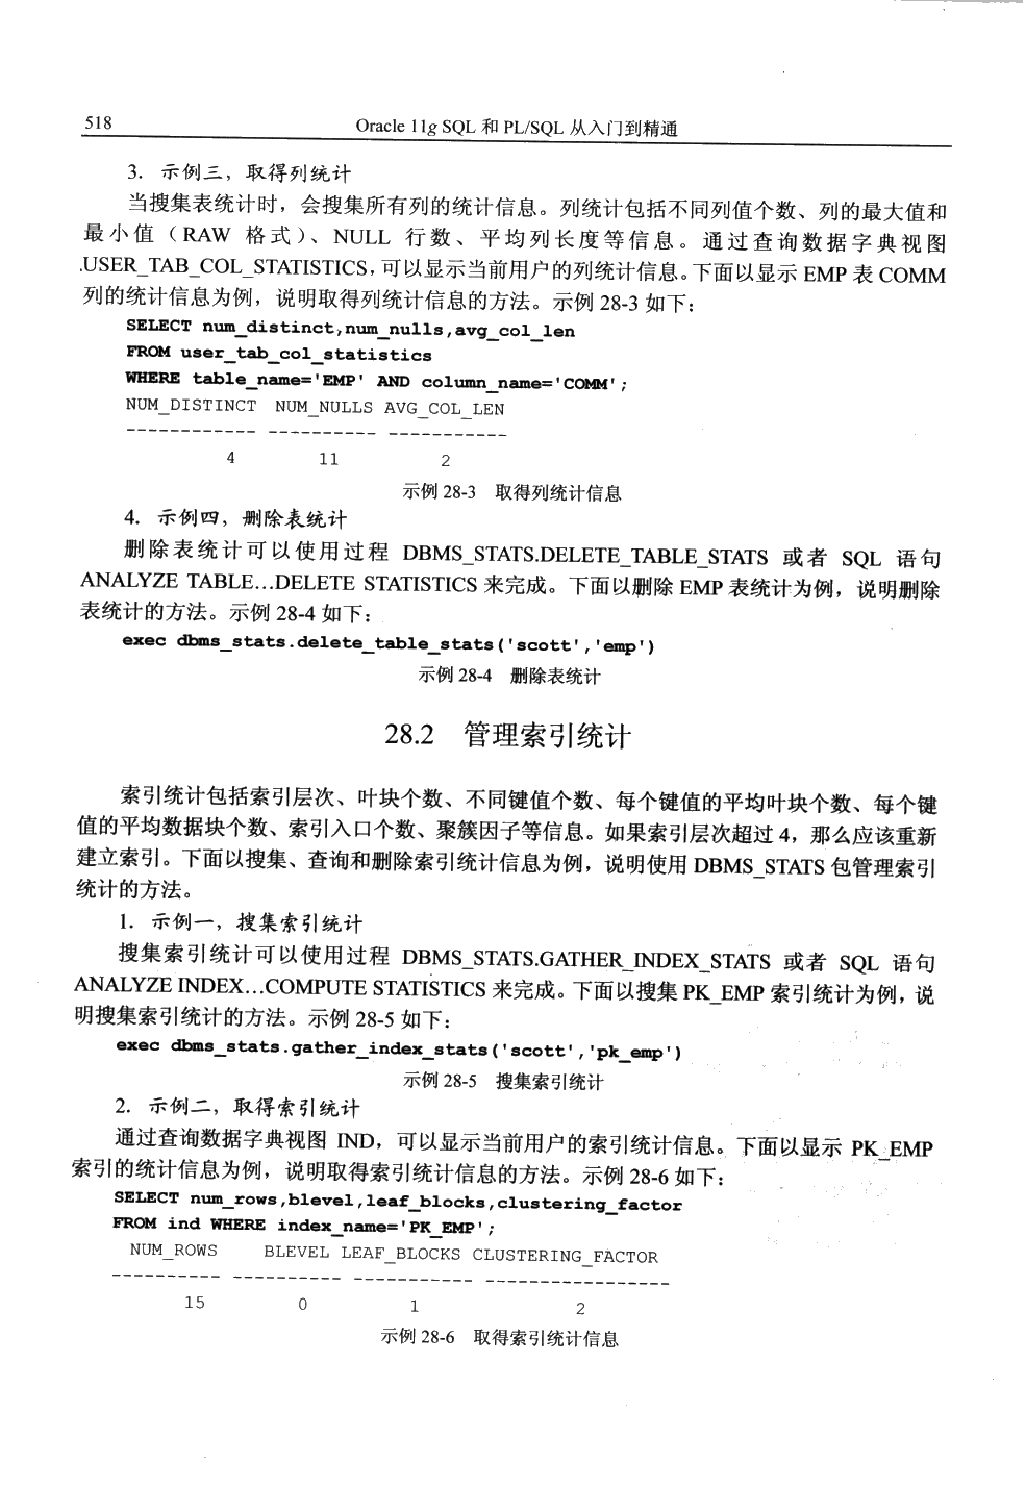 518
Oracle 11g SQL 和 PL/SQL 从入门到精通
3. 示例三，取得列统计
当搜集表统计时，会搜集所有列的统计信息。列统计包括不同列值个数、列的最大值和
最小值（RAW 格式）、NULL 行数、平均列长度等信息。通过查询数据字典视图
USER_TAB_COL_STATISTICS，可以显示当前用户的列统计信息。下面以显示 EMP 表 COMM
列的统计信息为例，说明取得列统计信息的方法。示例 28-3 如下：
SELECT num_distinct,num_nulls,avg_col_len
FROM user_tab_col_statistics
WHERE table_name='EMP' AND column_name='COMM';
NUM_DISTINCT NUM_NULLS AVG_COL_LEN
------------ ---------- -----------
4 11 2
示例 28-3 取得列统计信息
4. 示例四，删除表统计
删除表统计可以使用过程 DBMS_STATS.DELETE_TABLE_STATS 或者 SQL 语句
ANALYZE TABLE…DELETE STATISTICS 来完成。下面以删除 EMP 表统计为例，说明删除
表统计的方法。示例 28-4 如下：
exec dbms_stats.delete_table_stats('scott','emp')
示例 28-4 删除表统计
28.2 管理索引统计
索引统计包括索引层次、叶块个数、不同键值个数、每个键值的平均叶块个数、每个键
值的平均数据块个数、索引入口个数、聚簇因子等信息。如果索引层次超过 4，那么应该重新
建立索引。下面以搜集、查询和删除索引统计信息为例，说明使用 DBMS_STATS 包管理索引
统计的方法。
1. 示例一，搜集索引统计
搜集索引统计可以使用过程 DBMS_STATS.GATHER_INDEX_STATS 或者 SQL 语句
ANALYZE INDEX…COMPUTE STATISTICS 来完成。下面以搜集 PK_EMP 索引统计为例，说
明搜集索引统计的方法。示例 28-5 如下：
exec dbms_stats.gather_index_stats('scott','pk_emp')
示例 28-5 搜集索引统计
2. 示例二，取得索引统计
通过查询数据字典视图 IND，可以显示当前用户的索引统计信息。下面以显示 PK_EMP
索引的统计信息为例，说明取得索引统计信息的方法。示例 28-6 如下：
SELECT num_rows,blevel,leaf_blocks,clustering_factor
FROM ind WHERE index_name='PK_EMP';
NUM_ROWS BLEVEL LEAF_BLOCKS CLUSTERING_FACTOR
---------- ---------- ----------- -----------------
15 0 1 2
示例 28-6 取得索引统计信息